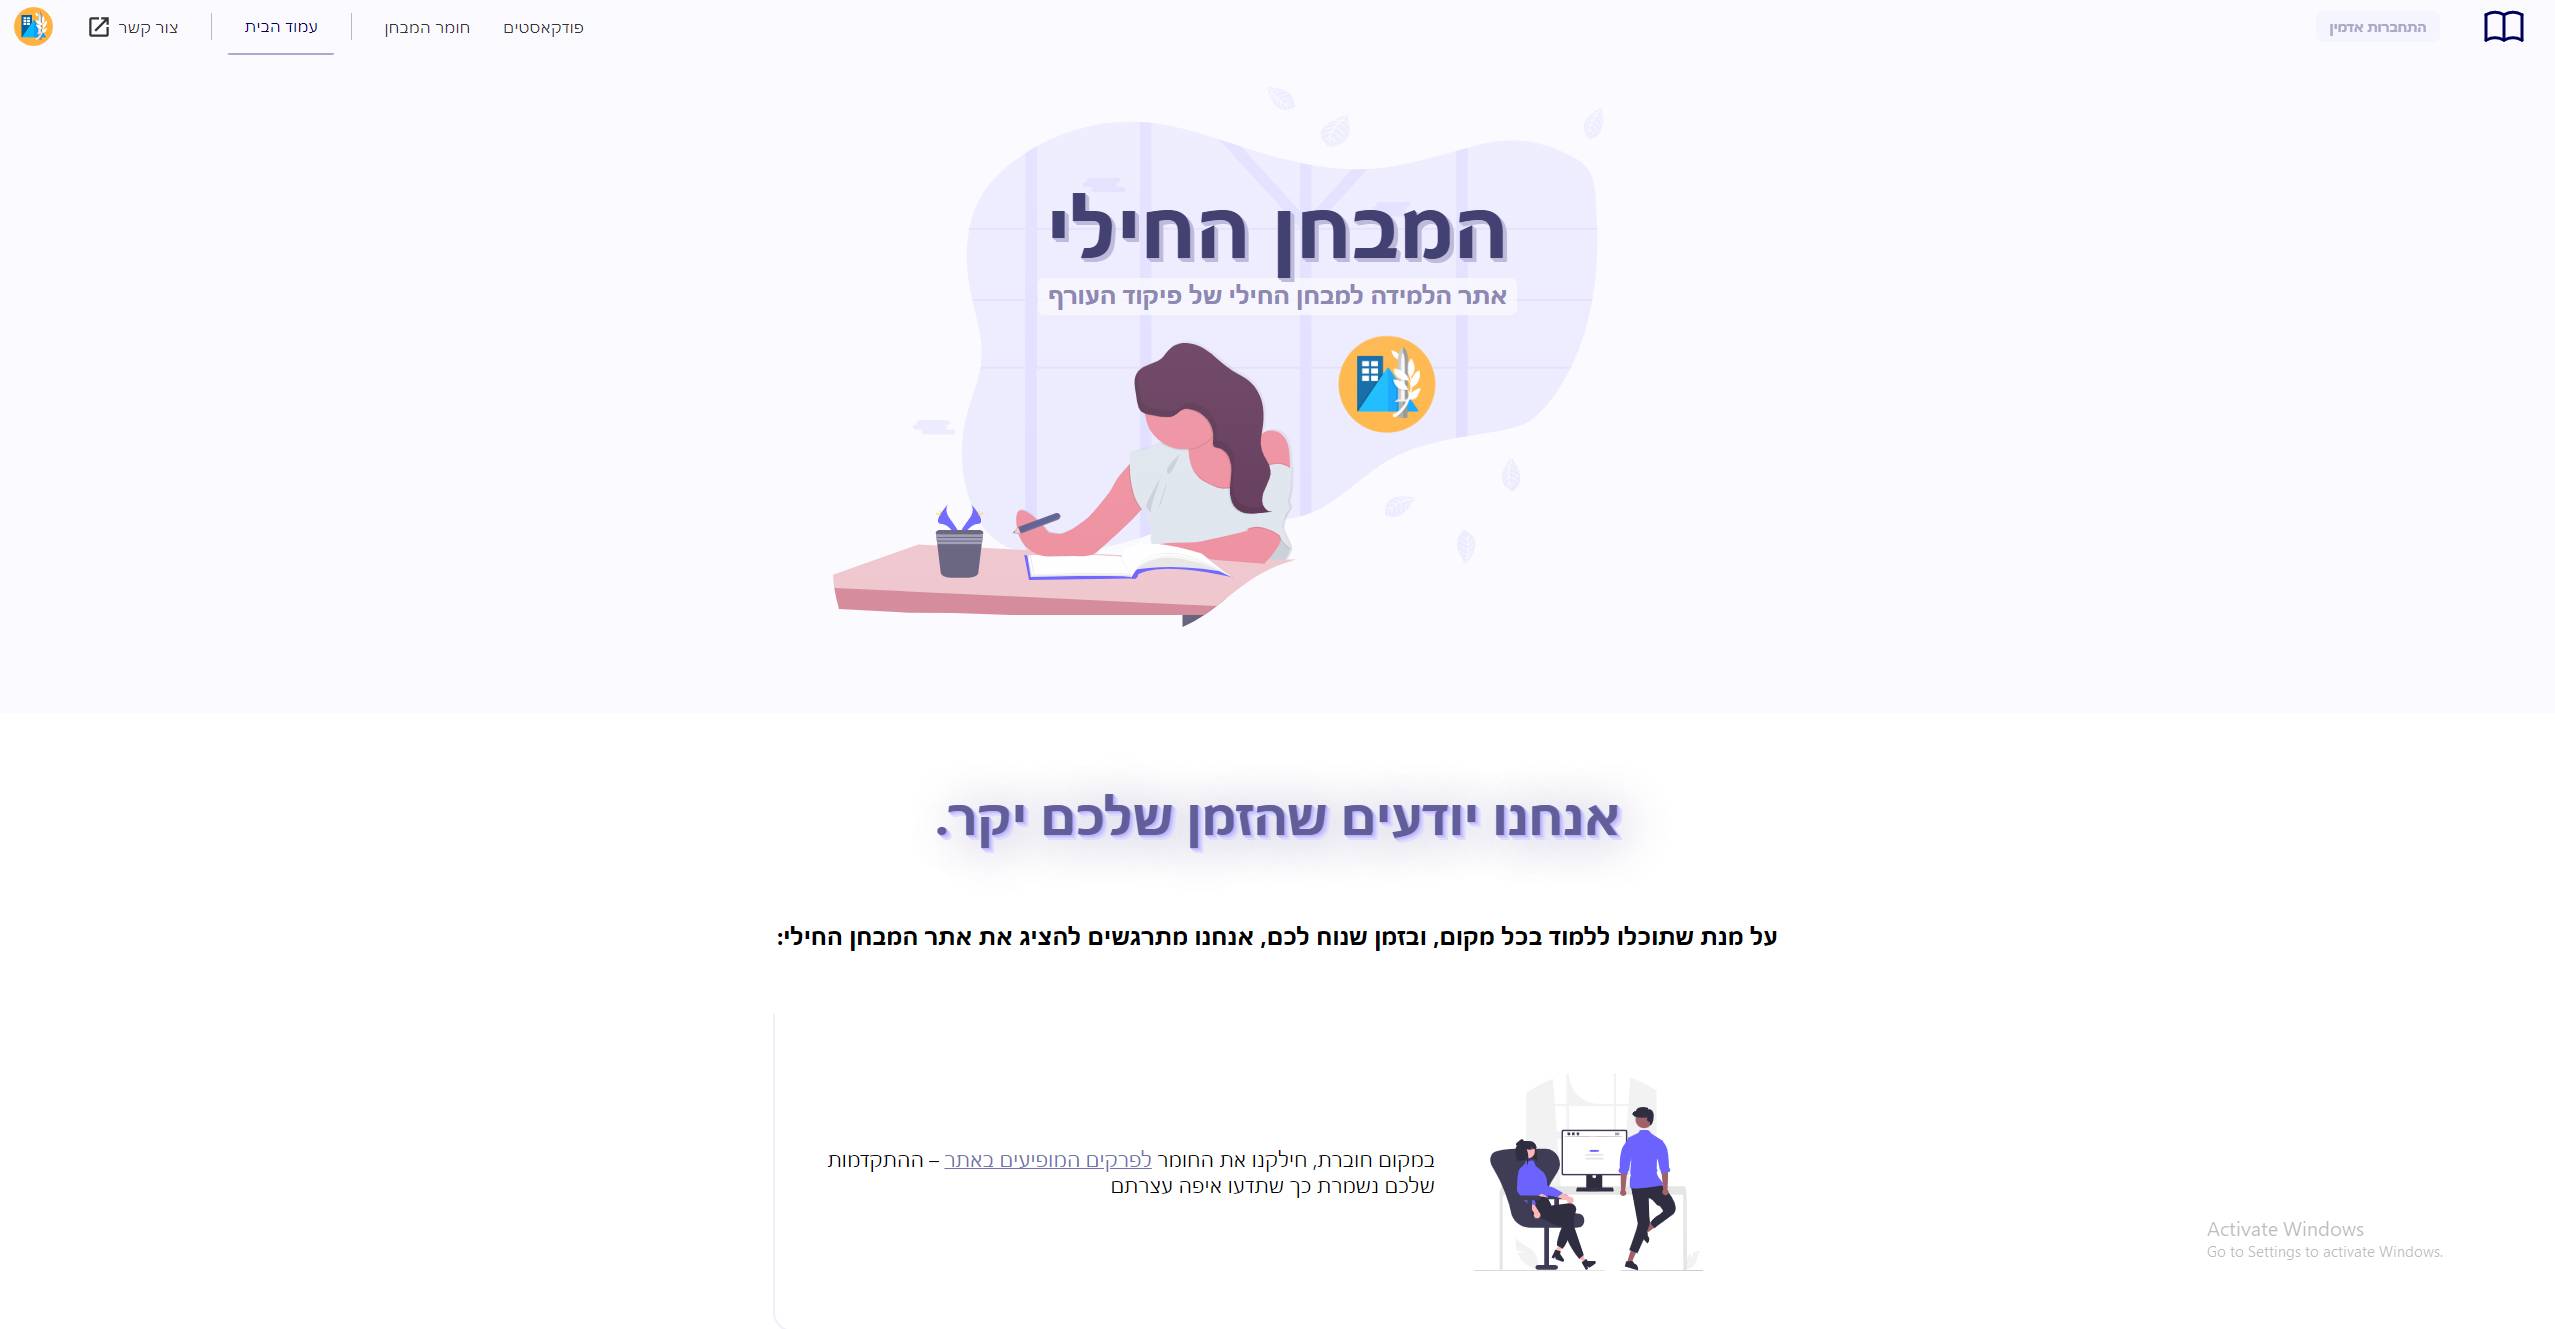 התחברות אדמין
פודקאסטים
חומר המבחן
עמוד הבית
צור קשר
המבחן החילי
אתר הלמידה למבחן החילי של פיקוד העורף
אנחנו יודעים שהזמן שלכם יקר.
על מנת שתוכלו ללמוד בכל מקום, ובזמן שנוח לכם, אנחנו מתרגשים להציג את אתר המבחן החילי:
במקום חוברת, חילקנו את החומר לפרקים המופיעים באתר – ההתקדמות
שלכם נשמרת כך שתדעו איפה עצרתם
Activate Windows
Go to Settings to activate Windows.